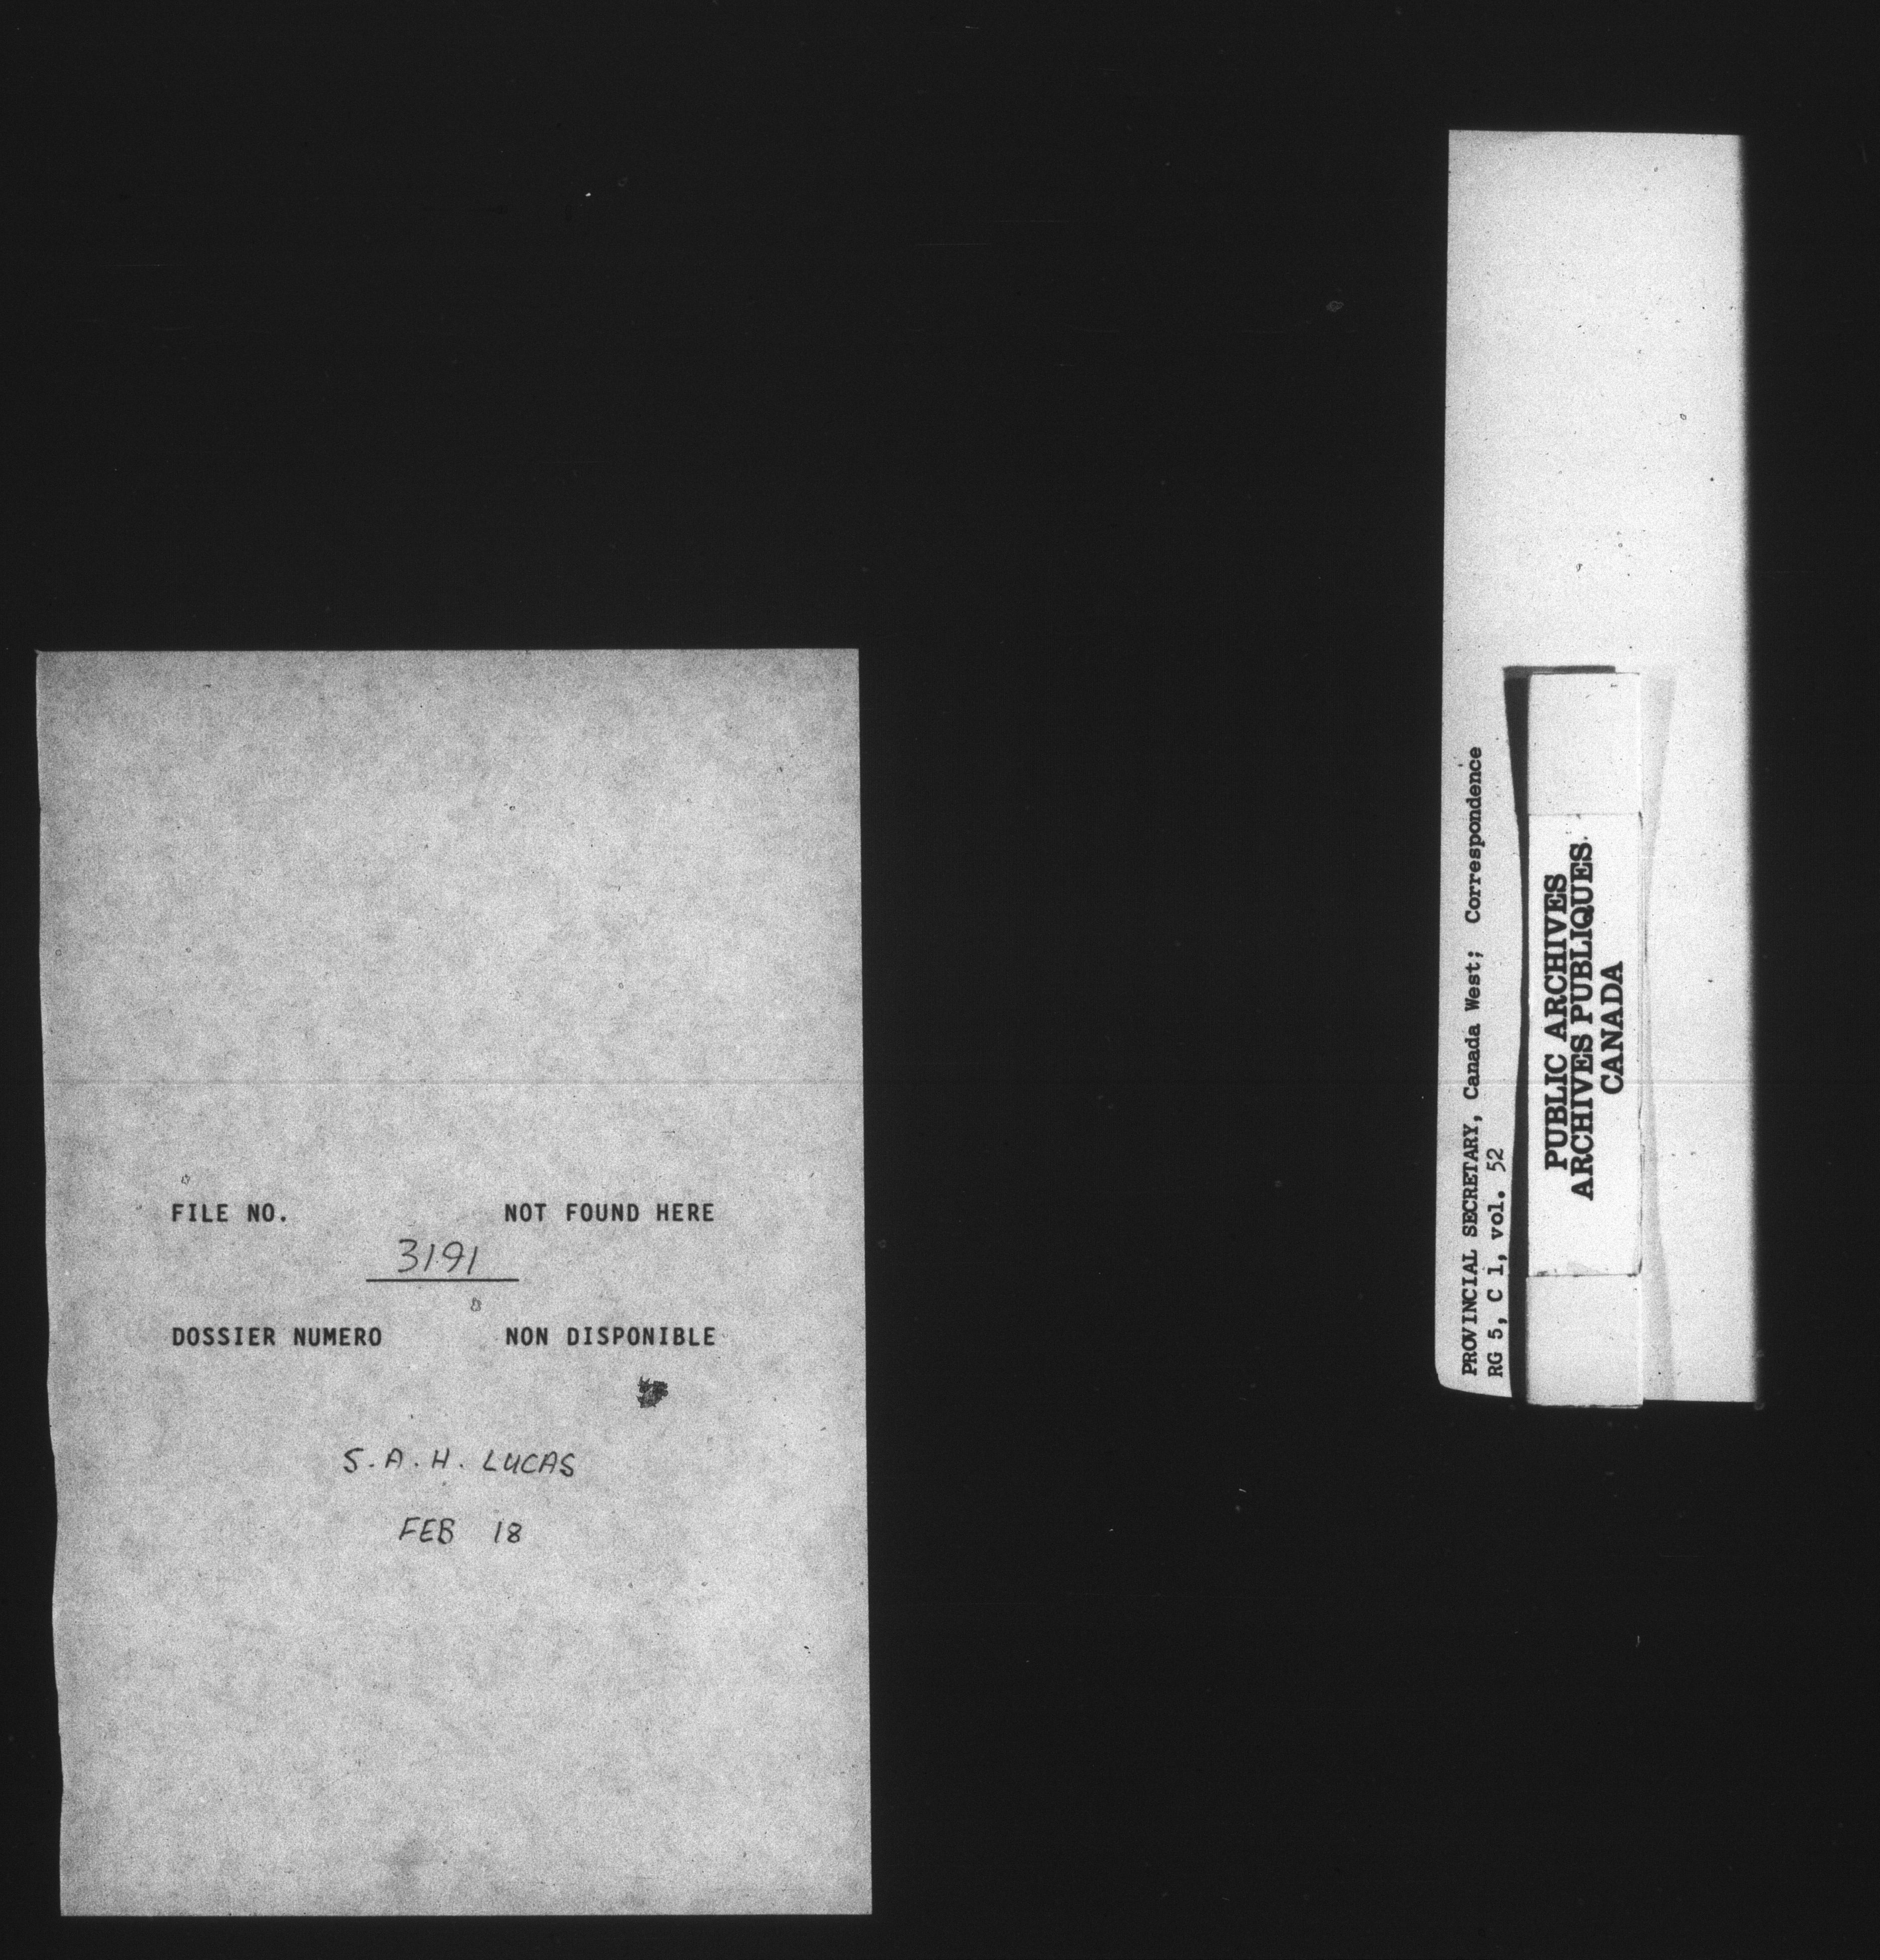 FILE NO. NOT FOUND HERE
3191
DOSSIER NUMERO NON DISPONIBLE
S.A.H. LUCAS
FEB 18
PROVINCIAL SECRETARY, Canada West; Correspondence
RG 5, C 1, vol. 52
PUBLIC ARCHIVES
ARCHIVES PUBLIQUES
CANADA